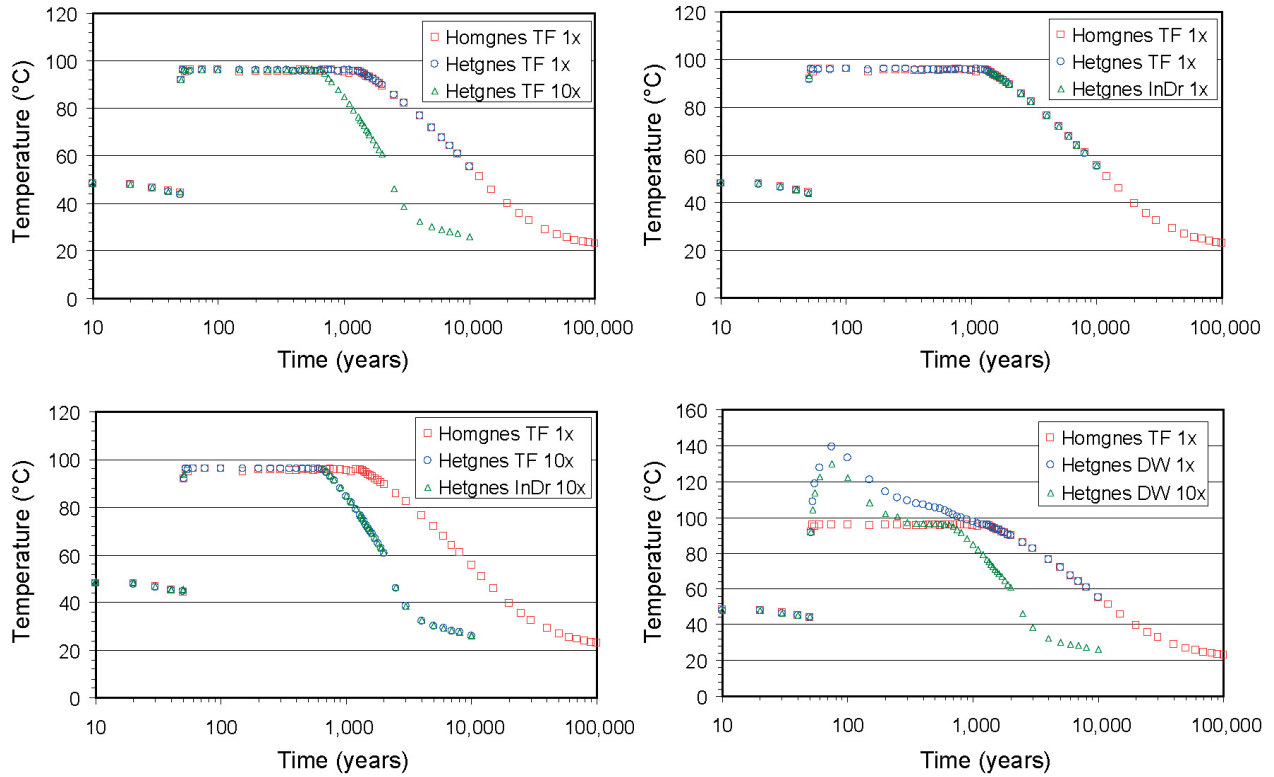 120
100
80
60
40
20
0
Temperature (°C)
Homgnes TF 1x
Hetgnes TF 1x
Hetgnes TF 10x
10
100
1,000
10,000
100,000
Time (years)
120
100
80
60
40
20
0
Temperature (°C)
Homgnes TF 1x
Hetgnes TF 1x
Hetgnes InDr 1x
10
100
1,000
10,000
100,000
Time (years)
120
100
80
60
40
20
0
Temperature (°C)
Homgnes TF 1x
Hetgnes TF 10x
Hetgnes InDr 10x
10
100
1,000
10,000
100,000
Time (years)
160
140
120
100
80
60
40
20
0
Temperature (°C)
Homgnes TF 1x
Hetgnes DW 1x
Hetgnes DW 10x
10
100
1,000
10,000
100,000
Time (years)